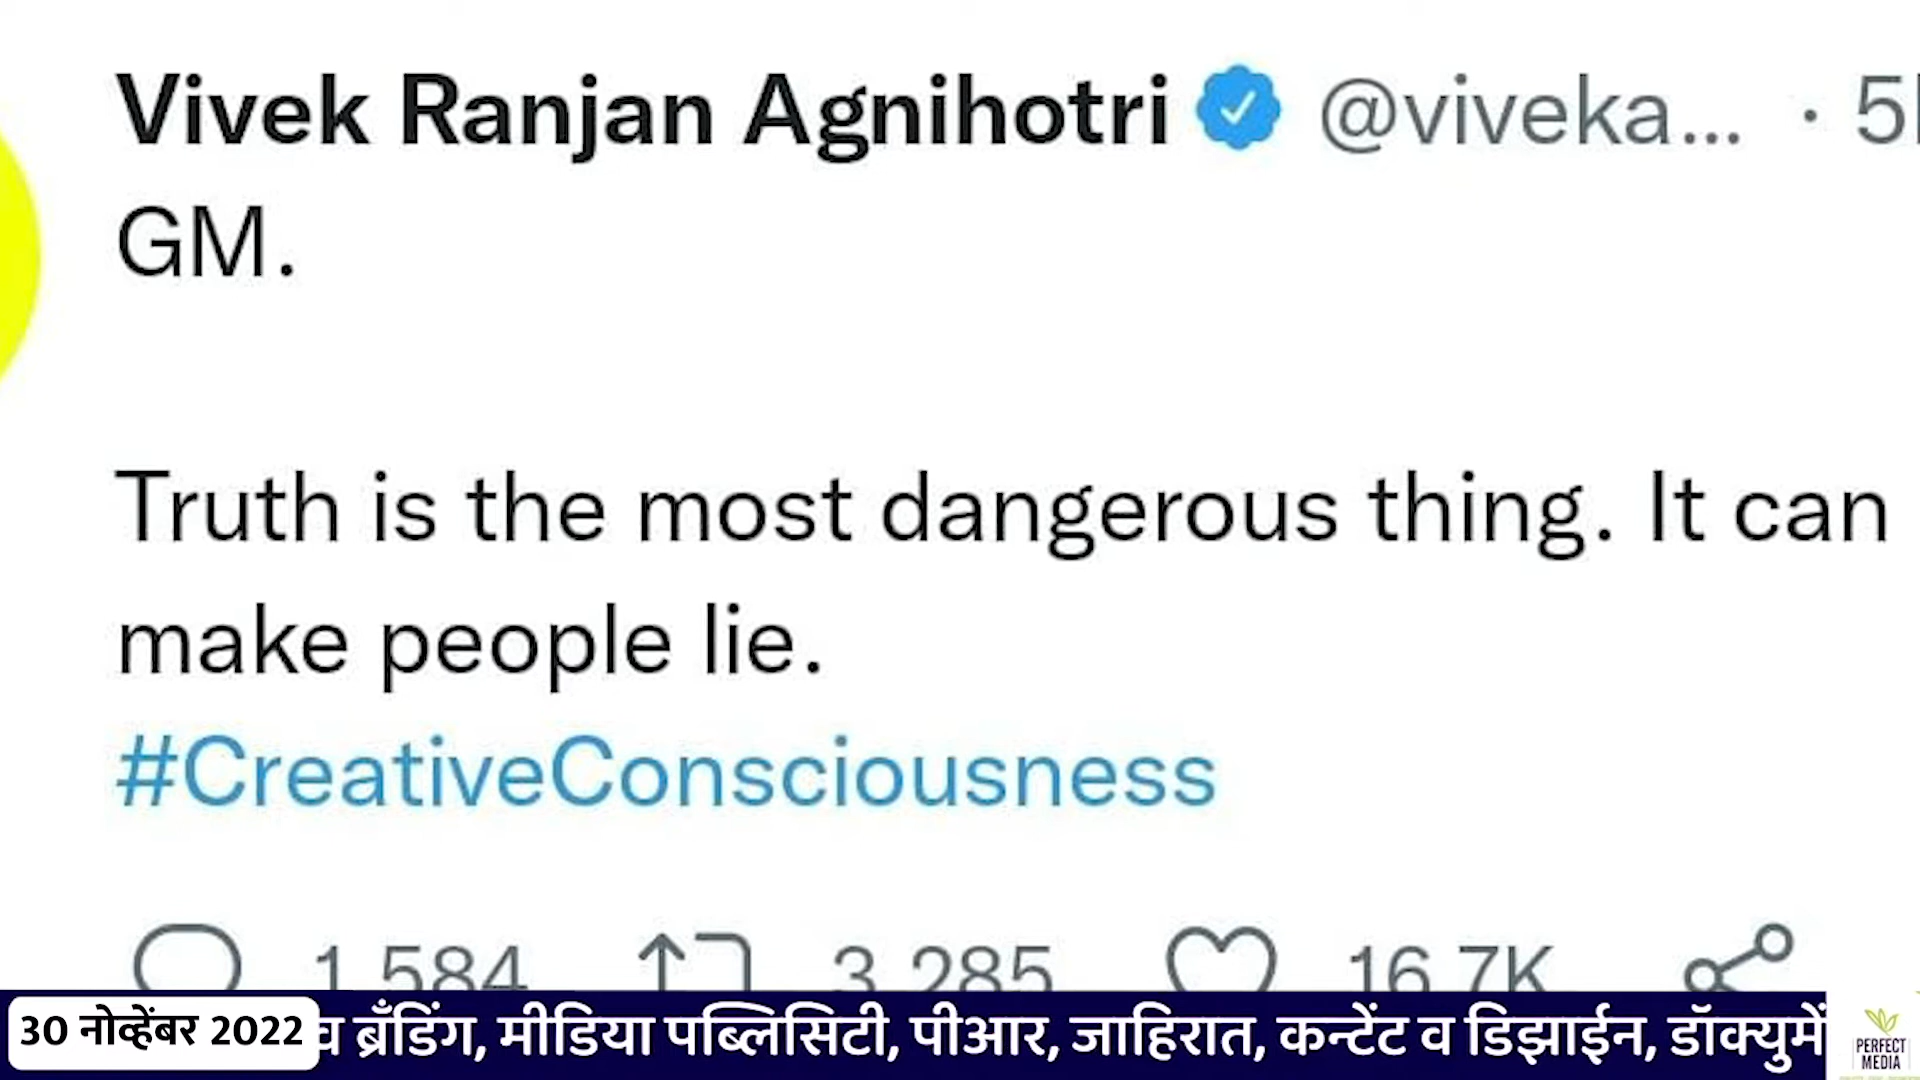 Vivek Ranjan Agnihotri @viveka... · 5
GM.
Truth is the most dangerous thing. It can
make people lie.
#CreativeConsciousness
1,584 3,285 16.7K
30 नोव्हेंबर 2022 व ब्रँडिंग, मीडिया पब्लिसिटी, पीआर, जाहिरात, कन्टेंट व डिझाईन, डॉक्युमें
PERFECT
MEDIA